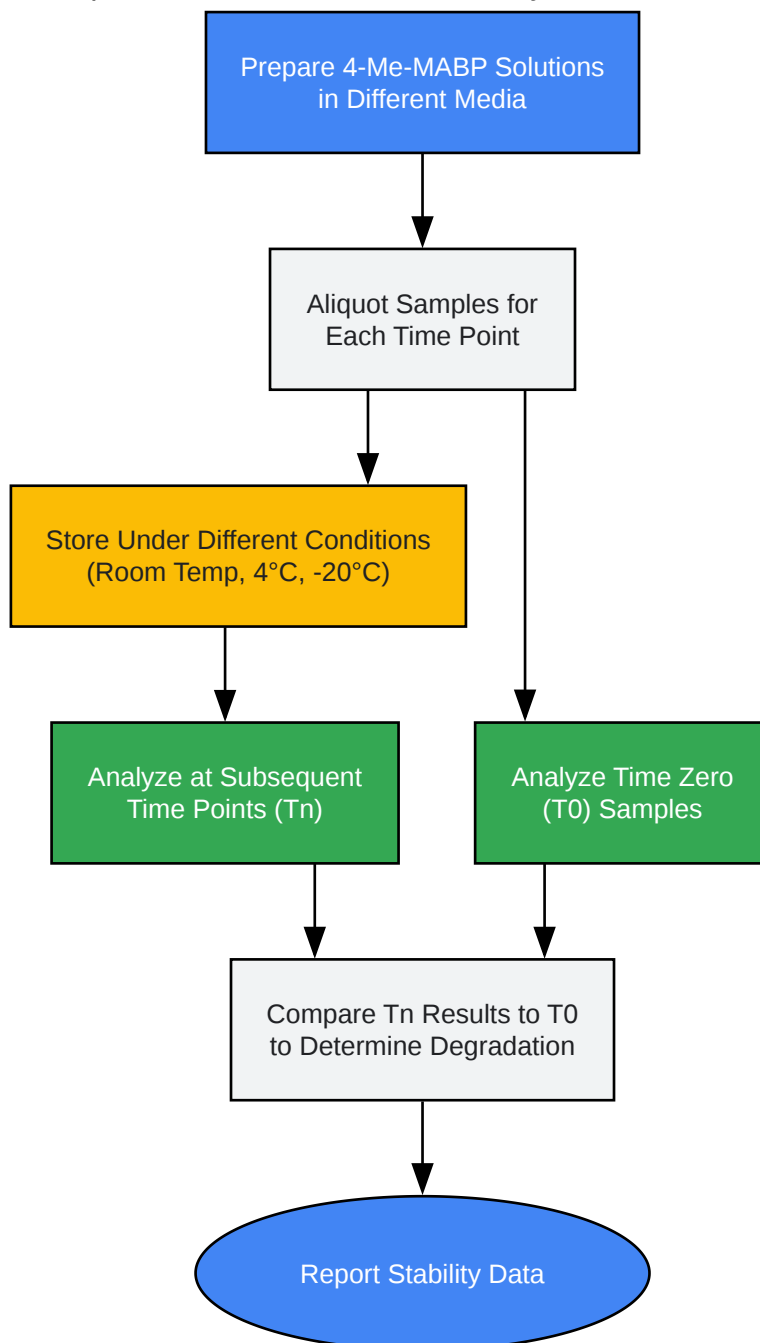 Prepare 4-Me-MABP Solutions
in Different Media
Aliquot Samples for
Each Time Point
Store Under Different Conditions
(Room Temp, 4°C, -20°C)
Analyze at Subsequent
Time Points (Tn)
Analyze Time Zero
(T0) Samples
Compare Tn Results to T0
to Determine Degradation
Report Stability Data